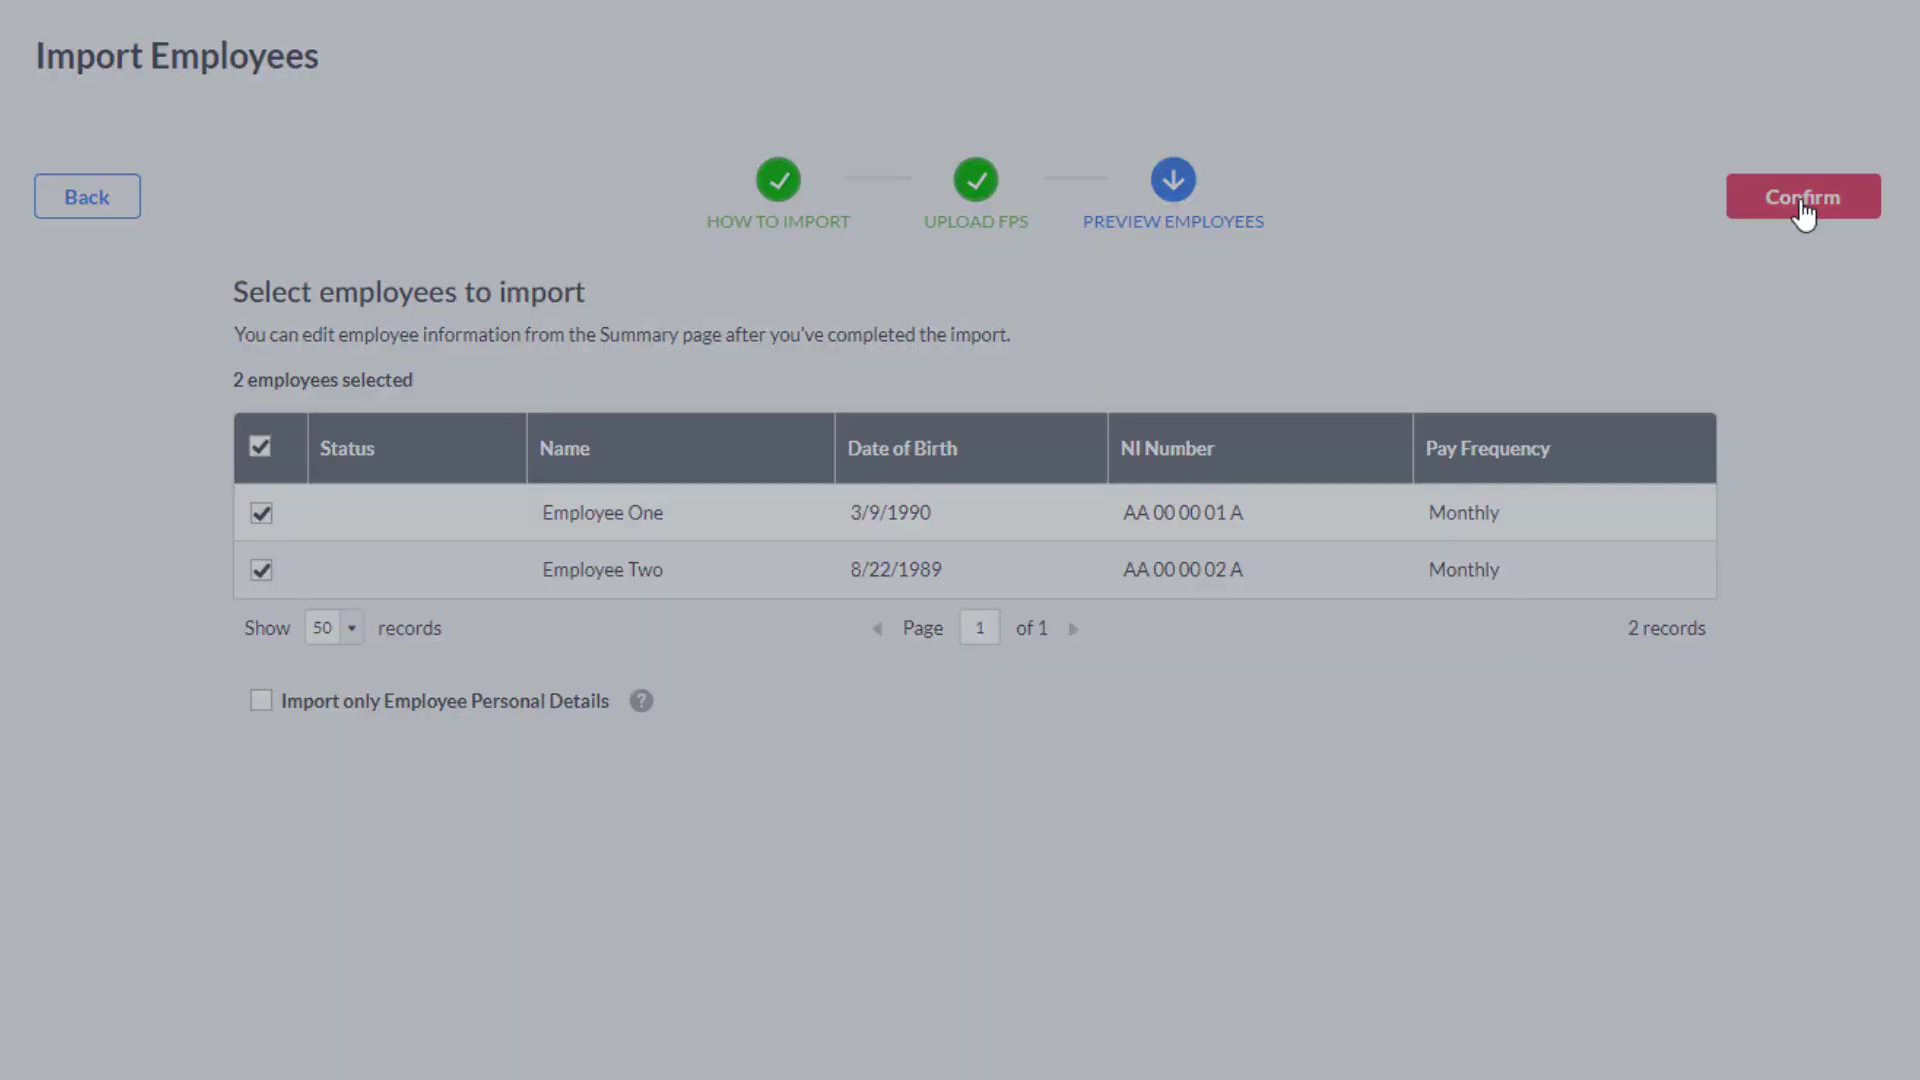 Import Employees
Back
HOW TO IMPORT
UPLOAD FPS
PREVIEW EMPLOYEES
Confirm
Select employees to import
You can edit employee information from the Summary page after you've completed the import.
2 employees selected
Status Name Date of Birth NI Number Pay Frequency
Employee One 3/9/1990 AA 00 00 01 A Monthly
Employee Two 8/22/1989 AA 00 00 02 A Monthly
Show 50 records Page 1 of 1 2 records
Import only Employee Personal Details ?